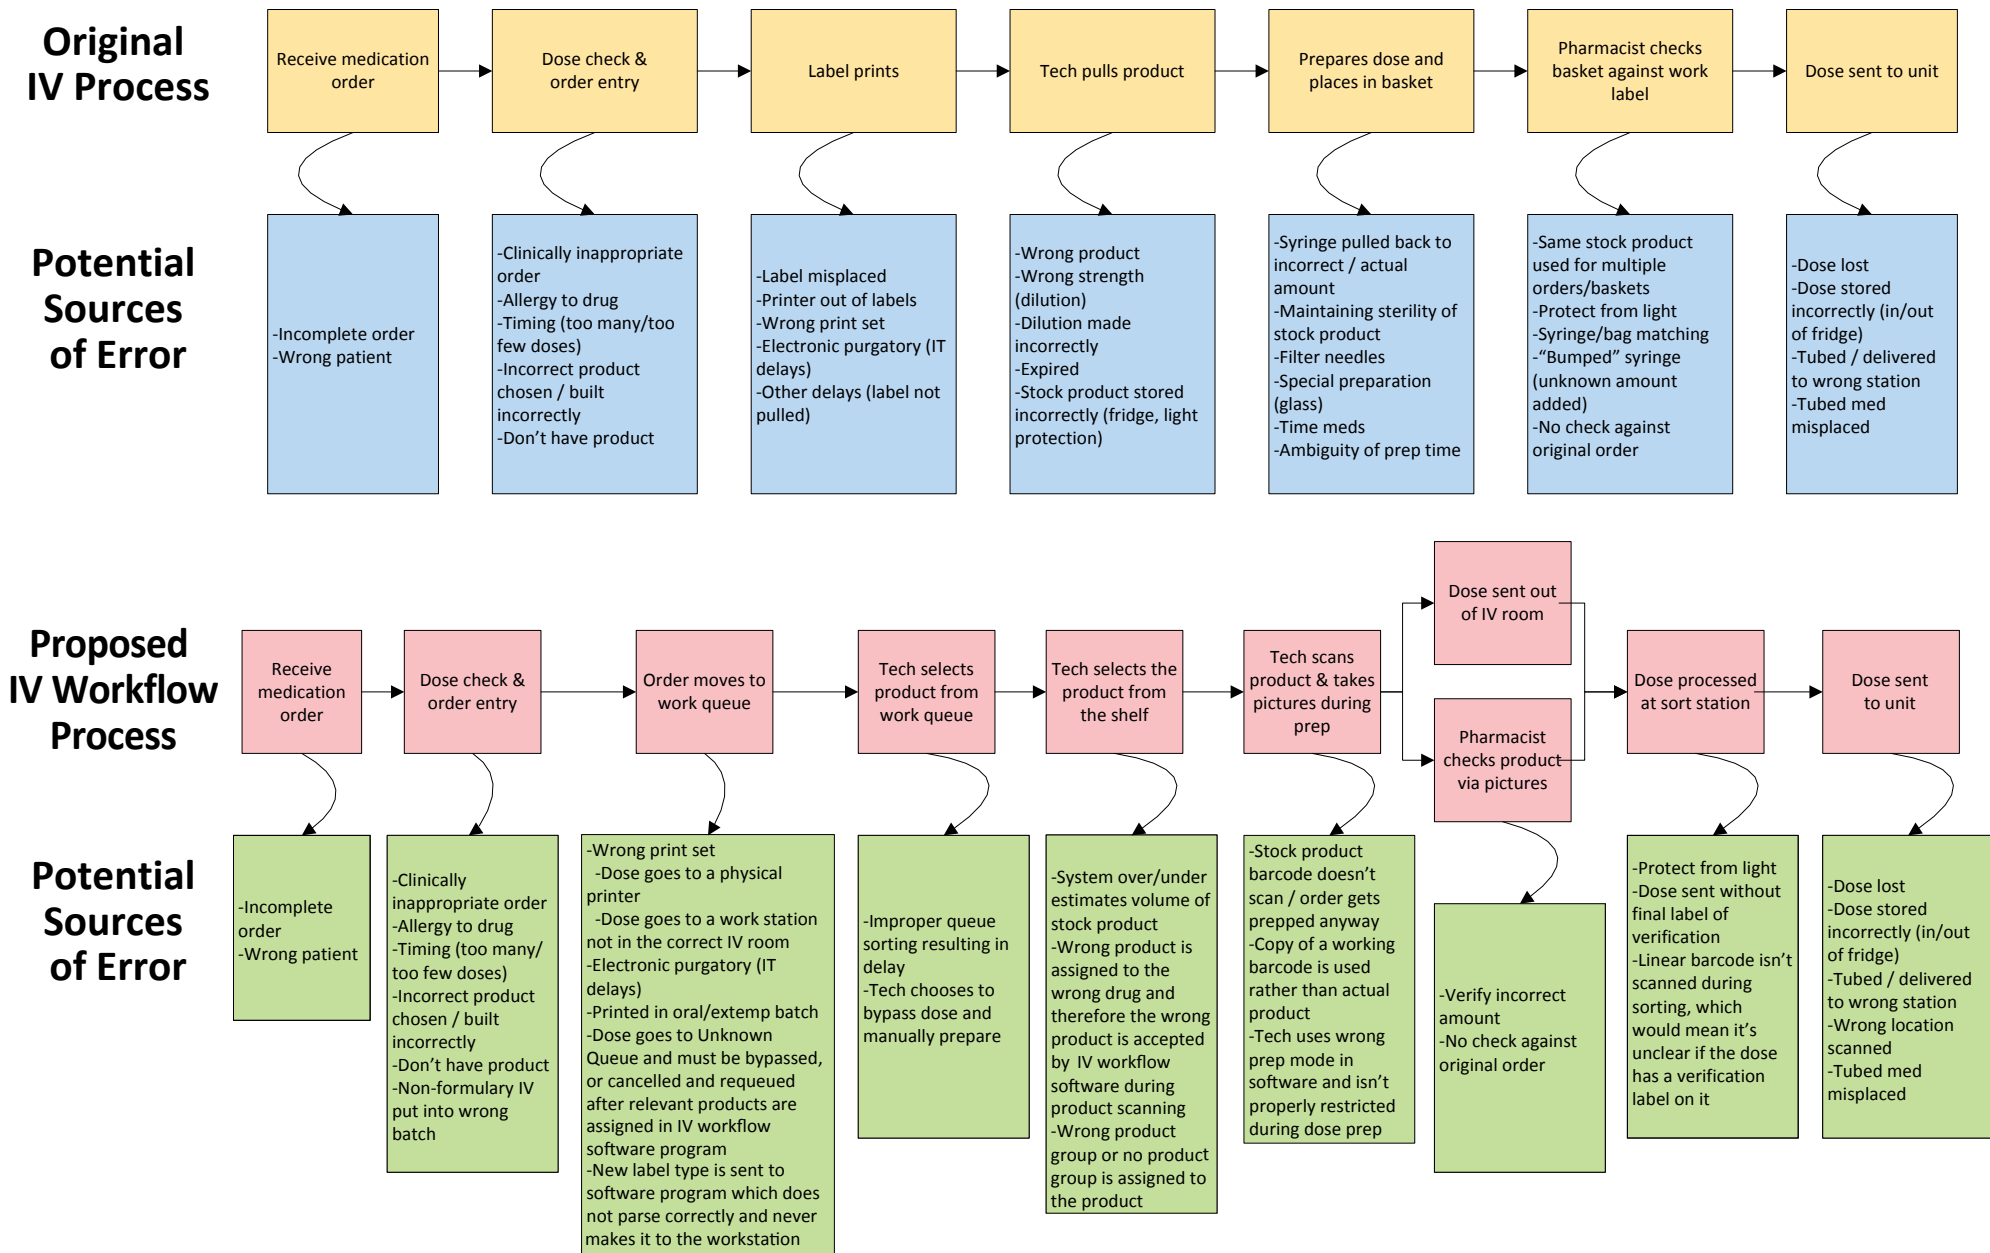 Original
IV Process
Receive medication
order
Dose check &
order entry
Label prints
Tech pulls product
Prepares dose and
places in basket
Pharmacist checks
basket against work
label
Dose sent to unit
Potential
Sources
of Error
-Incomplete order
-Wrong patient
-Clinically inappropriate
order
-Allergy to drug
-Timing (too many/too
few doses)
-Incorrect product
chosen / built
incorrectly
-Don’t have product
-Label misplaced
-Printer out of labels
-Wrong print set
-Electronic purgatory (IT
delays)
-Other delays (label not
pulled)
-Wrong product
-Wrong strength
(dilution)
-Dilution made
incorrectly
-Expired
-Stock product stored
incorrectly (fridge, light
protection)
-Syringe pulled back to
incorrect / actual
amount
-Maintaining sterility of
stock product
-Filter needles
-Special preparation
(glass)
-Time meds
-Ambiguity of prep time
-Same stock product
used for multiple
orders/baskets
-Protect from light
-Syringe/bag matching
-“Bumped” syringe
(unknown amount
added)
-No check against
original order
-Dose lost
-Dose stored
incorrectly (in/out
of fridge)
-Tubed / delivered
to wrong station
-Tubed med
misplaced
Proposed
IV Workflow
Process
Receive
medication
order
Dose check &
order entry
Order moves to
work queue
Tech selects
product from
work queue
Tech selects the
product from
the shelf
Tech scans
product & takes
pictures during
prep
Dose sent out
of IV room
Pharmacist
checks product
via pictures
Dose processed
at sort station
Dose sent
to unit
Potential
Sources
of Error
-Incomplete
order
-Wrong patient
-Clinically
inappropriate order
-Allergy to drug
-Timing (too many/
too few doses)
-Incorrect product
chosen / built
incorrectly
-Don’t have product
-Non-formulary IV
put into wrong
batch
-Wrong print set
-Dose goes to a physical
printer
-Dose goes to a work station
not in the correct IV room
-Electronic purgatory (IT
delays)
-Printed in oral/extemp batch
-Dose goes to Unknown
Queue and must be bypassed,
or cancelled and requeued
after relevant products are
assigned in IV workflow
software program
-New label type is sent to
software program which does
not parse correctly and never
makes it to the workstation
-Improper queue
sorting resulting in
delay
-Tech chooses to
bypass dose and
manually prepare
-System over/under
estimates volume of
stock product
-Wrong product is
assigned to the
wrong drug and
therefore the wrong
product is accepted
by IV workflow
software during
product scanning
-Wrong product
group or no product
group is assigned to
the product
-Stock product
barcode doesn’t
scan / order gets
prepped anyway
-Copy of a working
barcode is used
rather than actual
product
-Tech uses wrong
prep mode in
software and isn’t
properly restricted
during dose prep
-Verify incorrect
amount
-No check against
original order
-Protect from light
-Dose sent without
final label of
verification
-Linear barcode isn’t
scanned during
sorting, which
would mean it’s
unclear if the dose
has a verification
label on it
-Dose lost
-Dose stored
incorrectly (in/out
of fridge)
-Tubed / delivered
to wrong station
-Wrong location
scanned
-Tubed med
misplaced